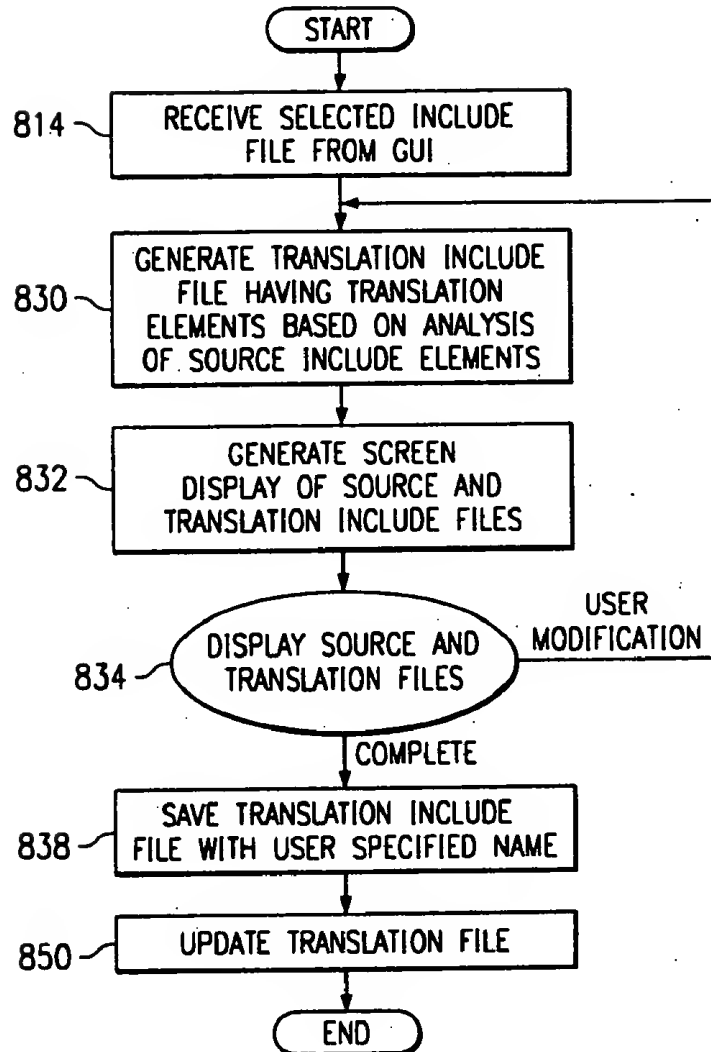 START
814
RECEIVE SELECTED INCLUDE
FILE FROM GUI
830
GENERATE TRANSLATION INCLUDE
FILE HAVING TRANSLATION
ELEMENTS BASED ON ANALYSIS
OF SOURCE INCLUDE ELEMENTS
832
GENERATE SCREEN
DISPLAY OF SOURCE AND
TRANSLATION INCLUDE FILES
834
DISPLAY SOURCE AND
TRANSLATION FILES
USER
MODIFICATION
COMPLETE
838
SAVE TRANSLATION INCLUDE
FILE WITH USER SPECIFIED NAME
850
UPDATE TRANSLATION FILE
END